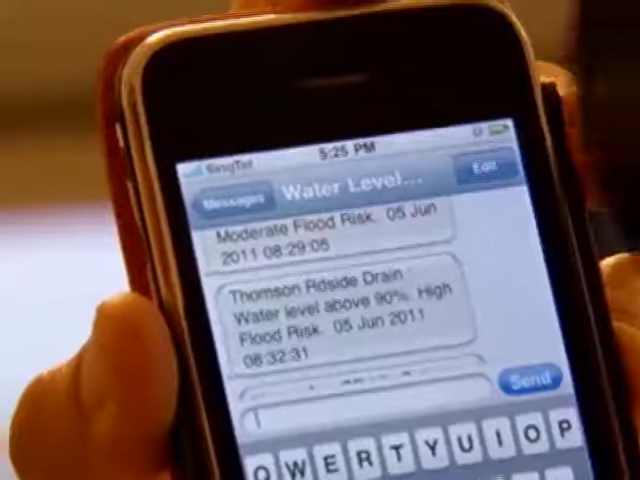 SingTel
5:25 PM
Messages
Water Level...
Edit
Moderate Flood Risk. 05 Jun
2011 08:29:05
Thomson Rdside Drain
Water level above 90%. High
Flood Risk. 05 Jun 2011
08:32:31
Send
Q W E R T Y U I O P